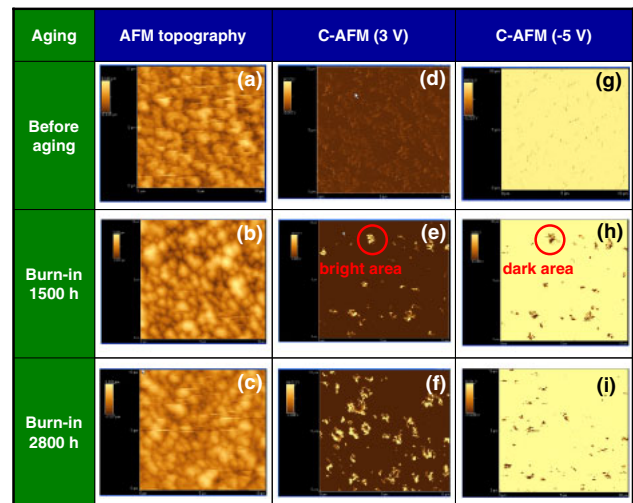 Aging
AFM topography
C-AFM (3 V)
C-AFM (-5 V)
Before
aging
(a)
(d)
(g)
Burn-in
1500 h
(b)
(e)
bright area
(h)
dark area
Burn-in
2800 h
(c)
(f)
(i)